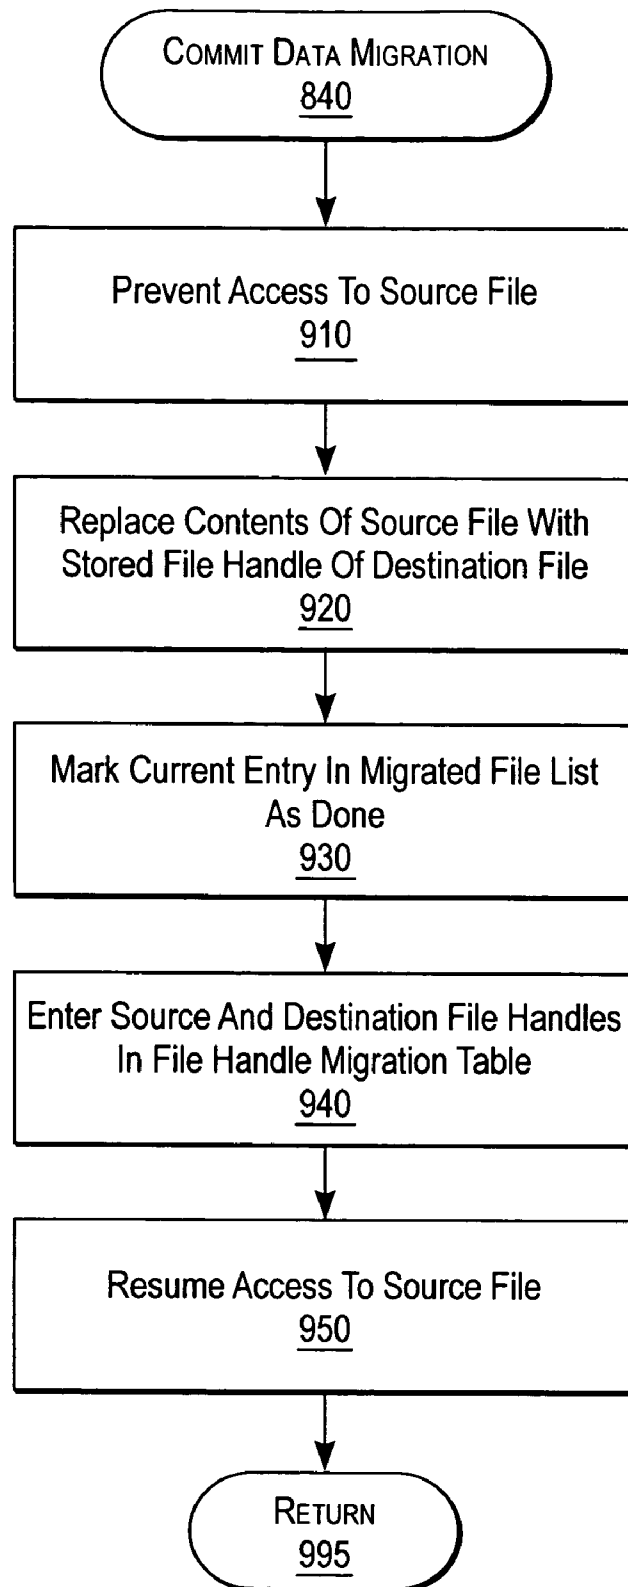 COMMIT DATA MIGRATION
840
Prevent Access To Source File
910
Replace Contents Of Source File With
Stored File Handle Of Destination File
920
Mark Current Entry In Migrated File List
As Done
930
Enter Source And Destination File Handles
In File Handle Migration Table
940
Resume Access To Source File
950
RETURN
995